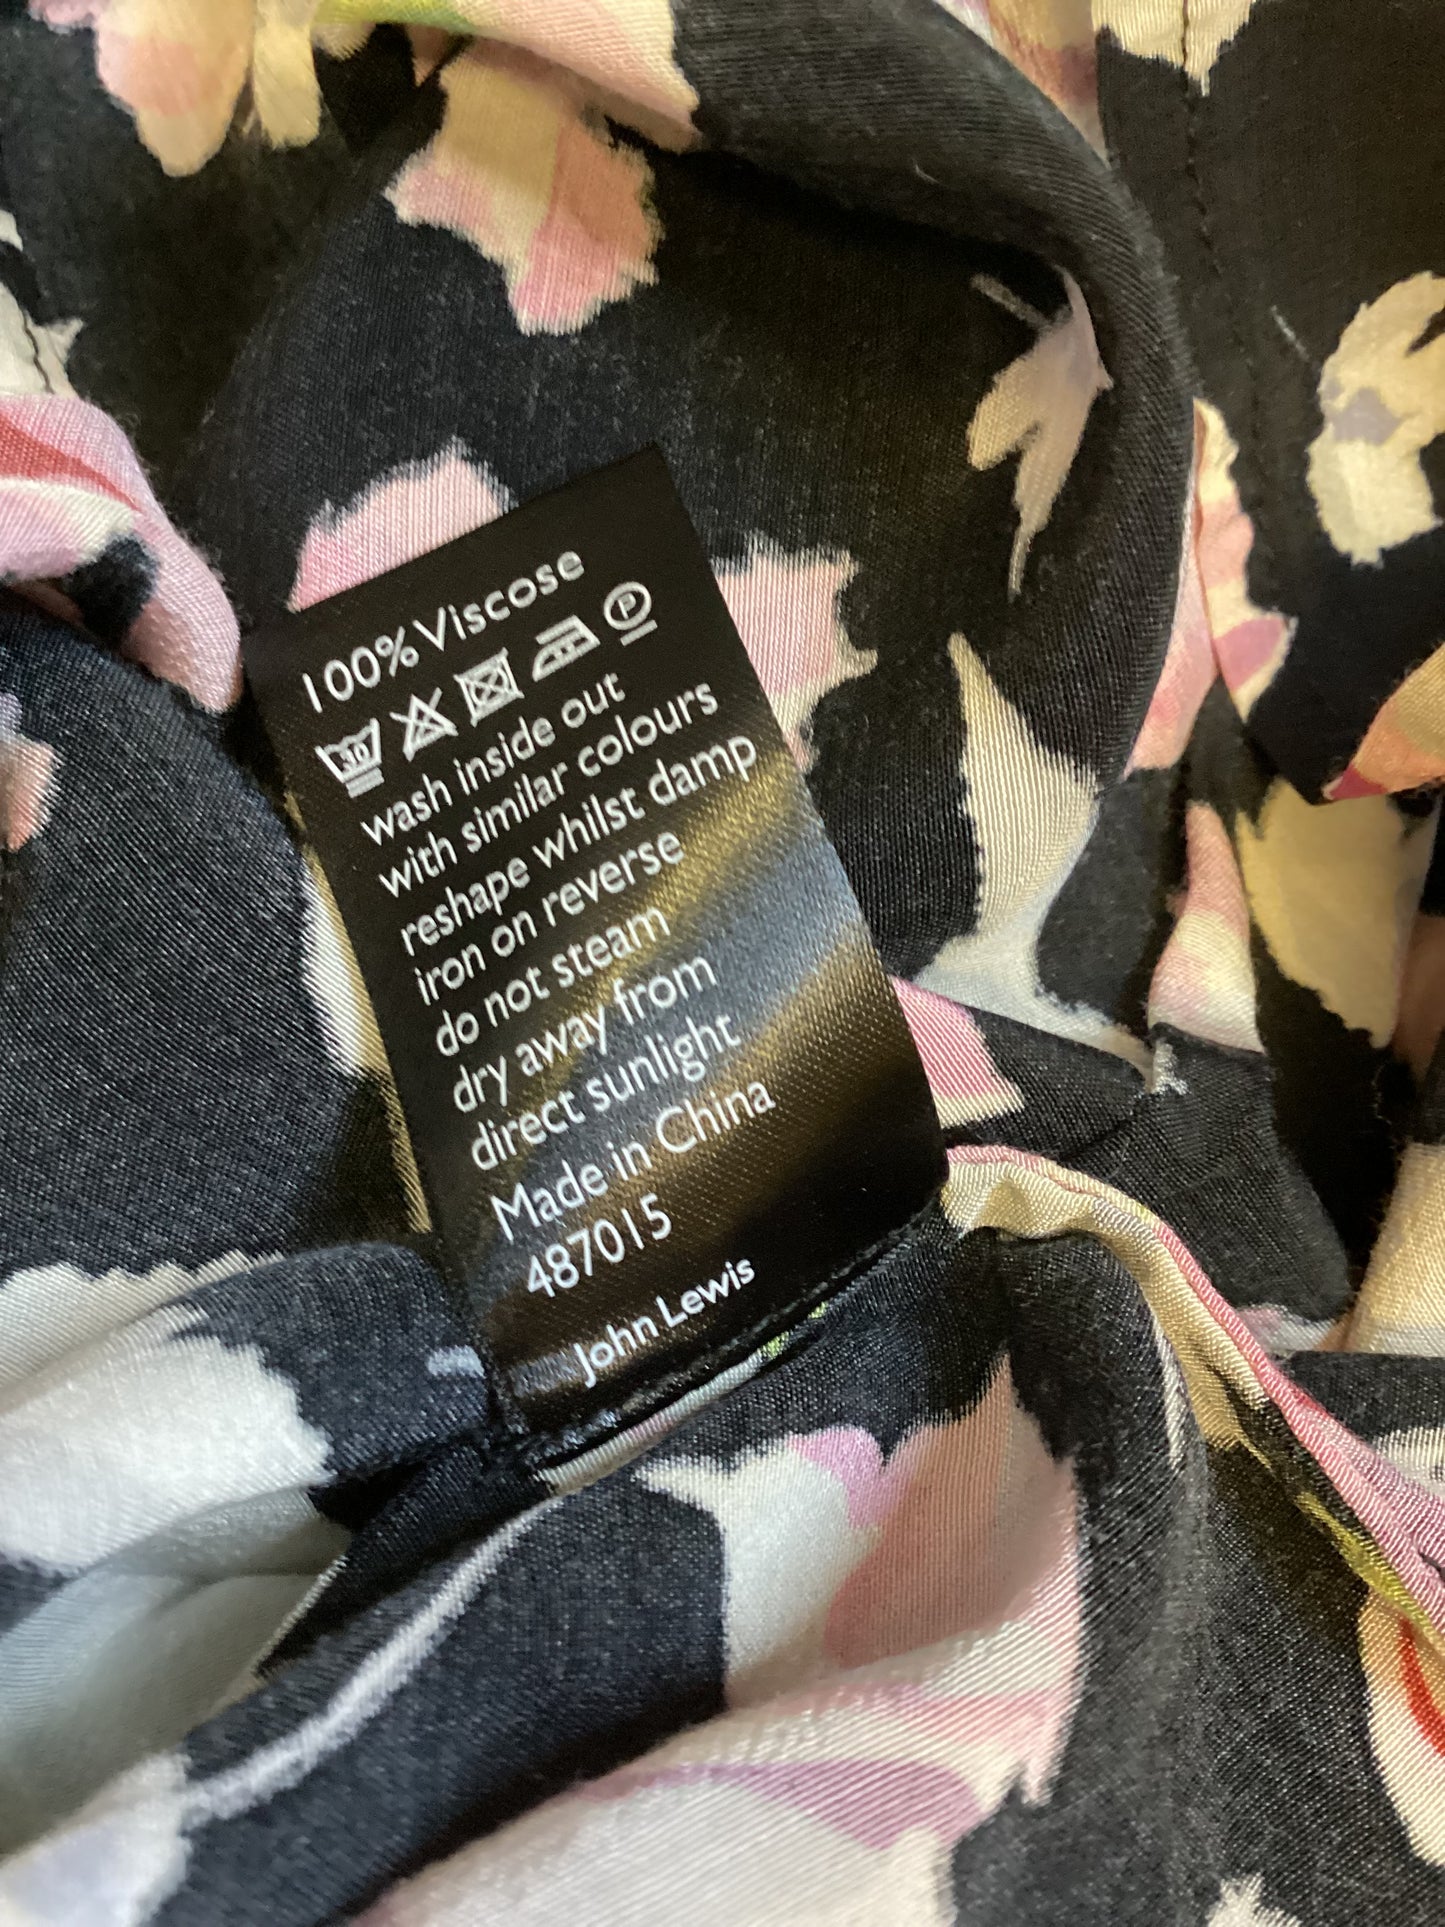 100% Viscose
30 P
wash inside out
with similar colours
reshape whilst damp
iron on reverse
do not steam
dry away from
direct sunlight
Made in China
487015
John Lewis